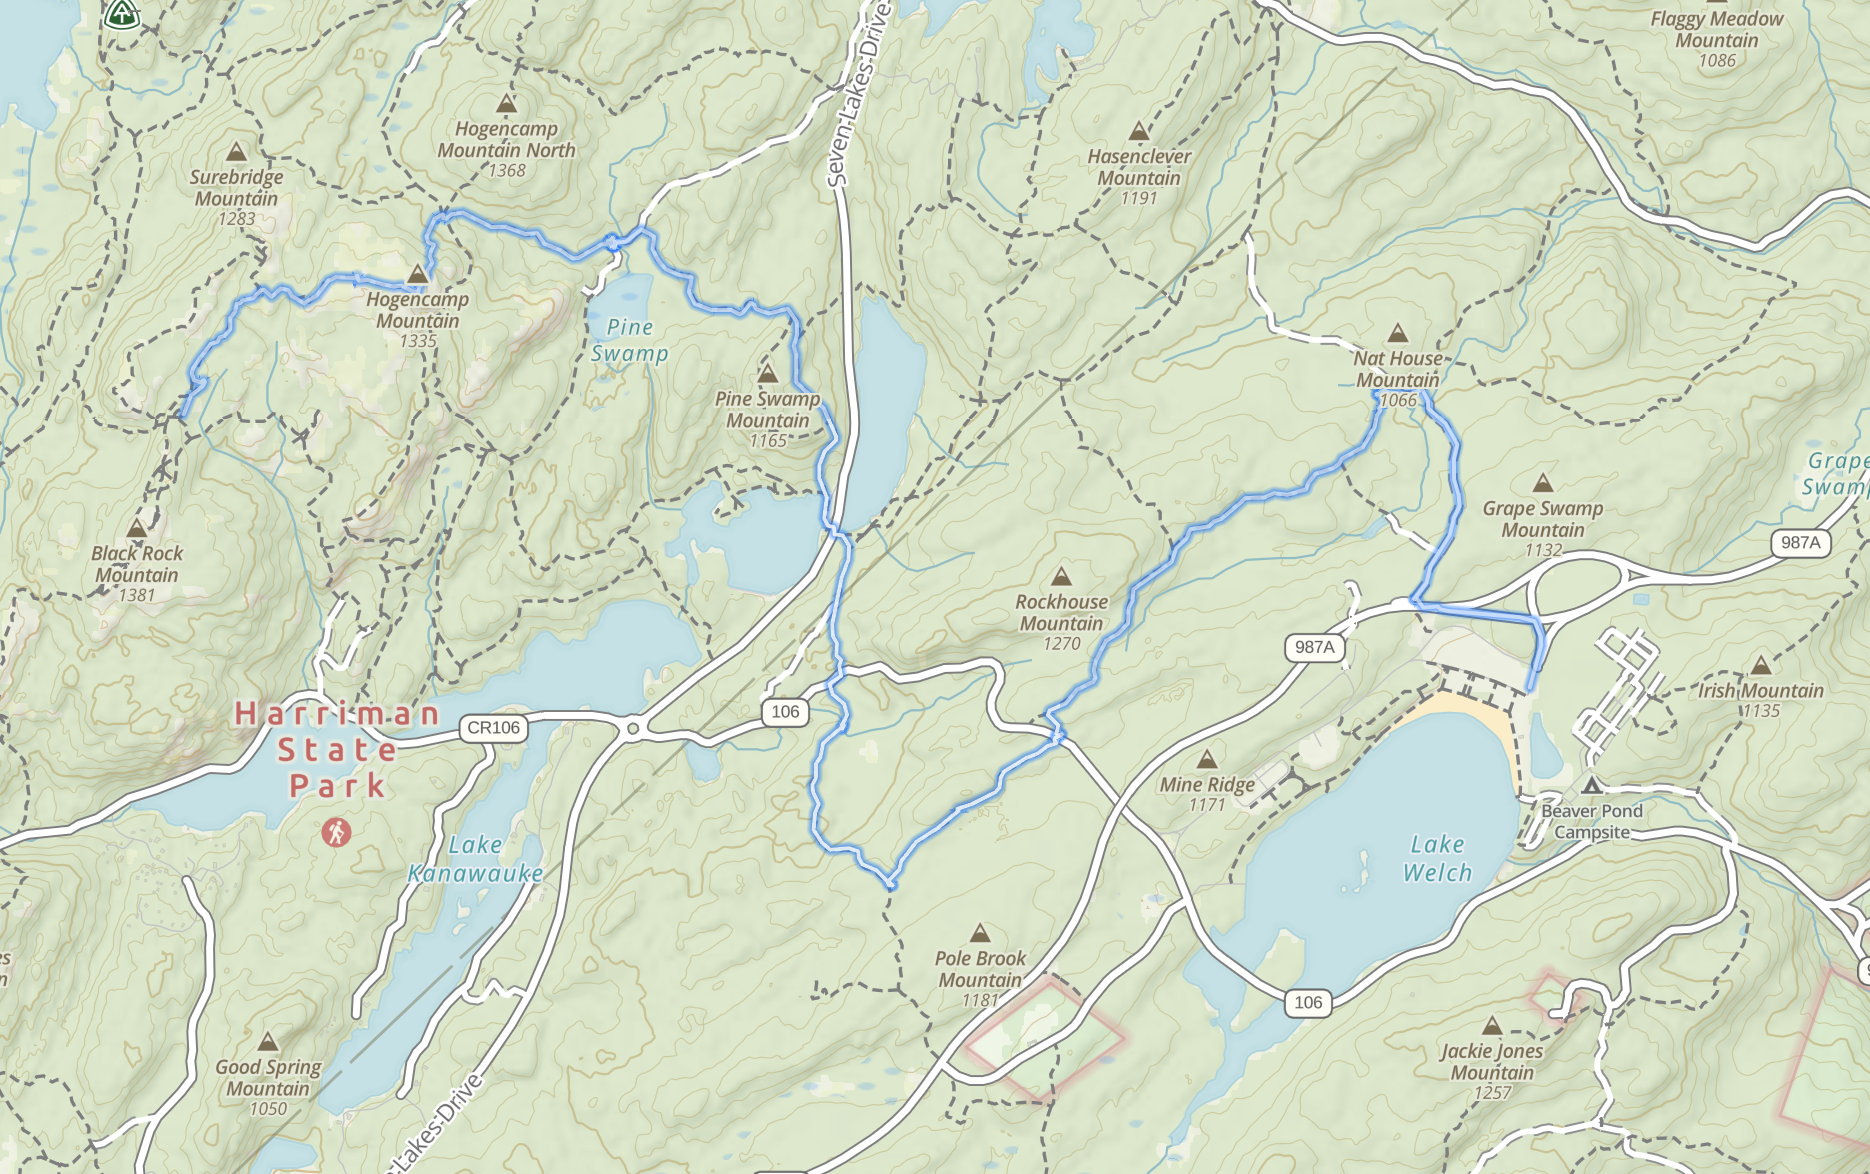 Flaggy Meadow
Mountain
1086
Seven-Lakes-Drive
Hogencamp
Mountain North
1368
Hasenclever
Mountain
1191
Surebridge
Mountain
1283
Hogencamp
Mountain
1335
Pine
Swamp
Nat House
Mountain
1066
Pine Swamp
Mountain
1165
Grape
Swamp
Grape Swamp
Mountain
1132
987A
Black Rock
Mountain
1381
Rockhouse
Mountain
1270
987A
Irish Mountain
1135
Harriman
State
Park
CR106
106
Mine Ridge
1171
Beaver Pond
Campsite
Lake
Kanawauke
Lake
Welch
Pole Brook
Mountain
1181
106
Good Spring
Mountain
1050
Jackie Jones
Mountain
1257
-Lakes-Drive